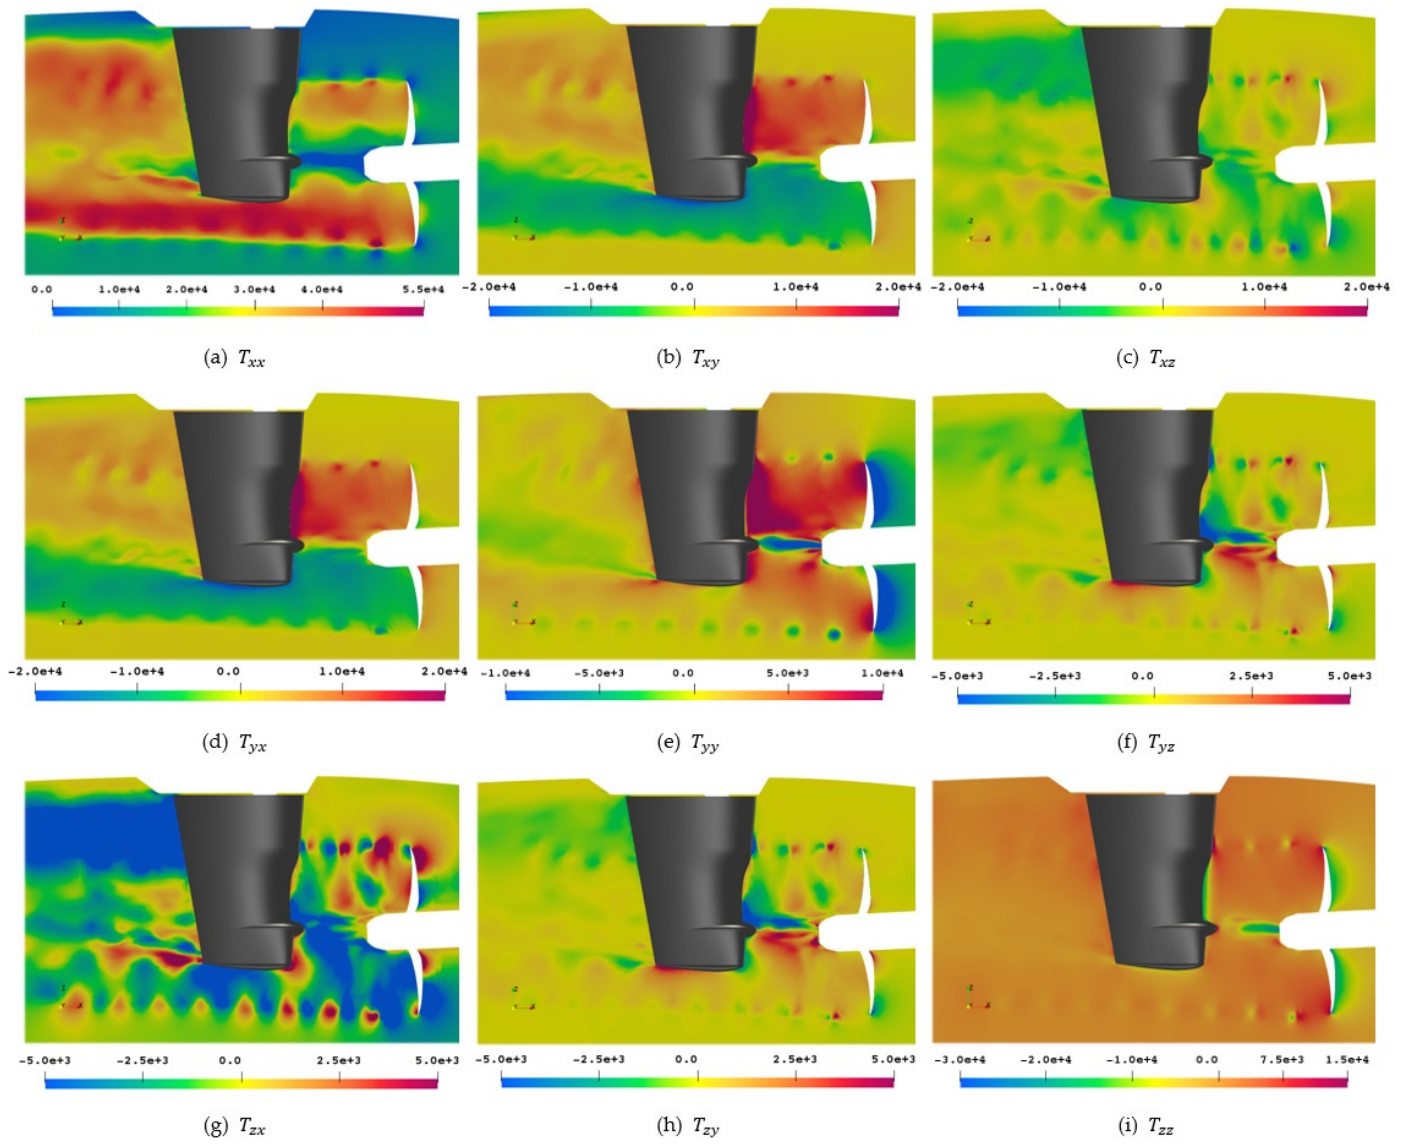 0.0 1.0e+4 2.0e+4 3.0e+4 4.0e+4 5.5e+4
-2.0e+4 -1.0e+4 0.0 1.0e+4 2.0e+4
-2.0e+4 -1.0e+4 0.0 1.0e+4 2.0e+4
(a) Txx
(b) Txy
(c) Txz
-2.0e+4 -1.0e+4 0.0 1.0e+4 2.0e+4
-1.0e+4 -5.0e+3 0.0 5.0e+3 1.0e+4
-5.0e+3 -2.5e+3 0.0 2.5e+3 5.0e+3
(d) Tyx
(e) Tyy
(f) Tyz
-5.0e+3 -2.5e+3 0.0 2.5e+3 5.0e+3
-5.0e+3 -2.5e+3 0.0 2.5e+3 5.0e+3
-3.0e+4 -2.0e+4 -1.0e+4 0.0 7.5e+3 1.5e+4
(g) Tzx
(h) Tzy
(i) Tzz